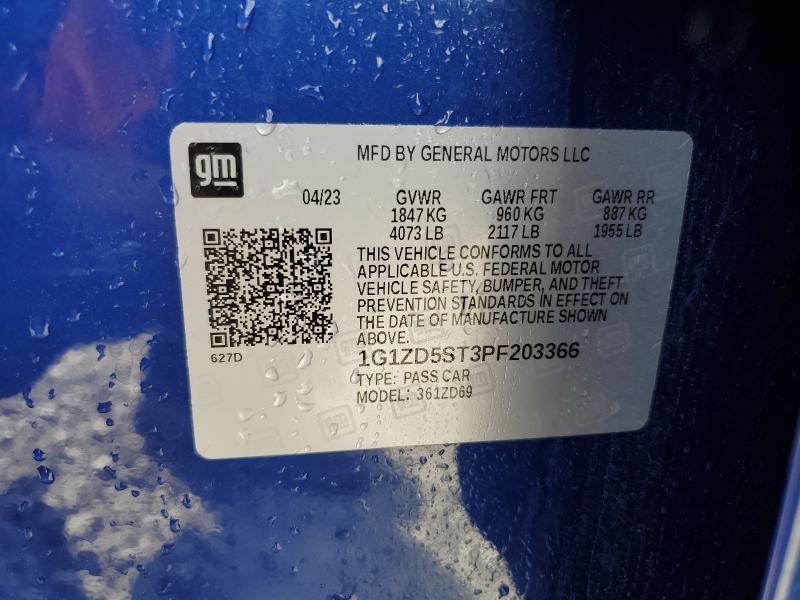 gm
MFD BY GENERAL MOTORS LLC
04/23 GVWR GAWR FRT GAWR RR
1847 KG 960 KG 887 KG
4073 LB 2117 LB 1955 LB
THIS VEHICLE CONFORMS TO ALL
APPLICABLE U.S. FEDERAL MOTOR
VEHICLE SAFETY, BUMPER, AND THEFT
PREVENTION STANDARDS IN EFFECT ON
THE DATE OF MANUFACTURE SHOWN
ABOVE.
627D
1G1ZD5ST3PF203366
TYPE: PASS CAR
MODEL: 361ZD69